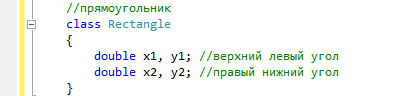 //прямоугольник
class Rectangle
{
double x1, y1; //верхний левый угол
double x2, y2; //правый нижний угол
}